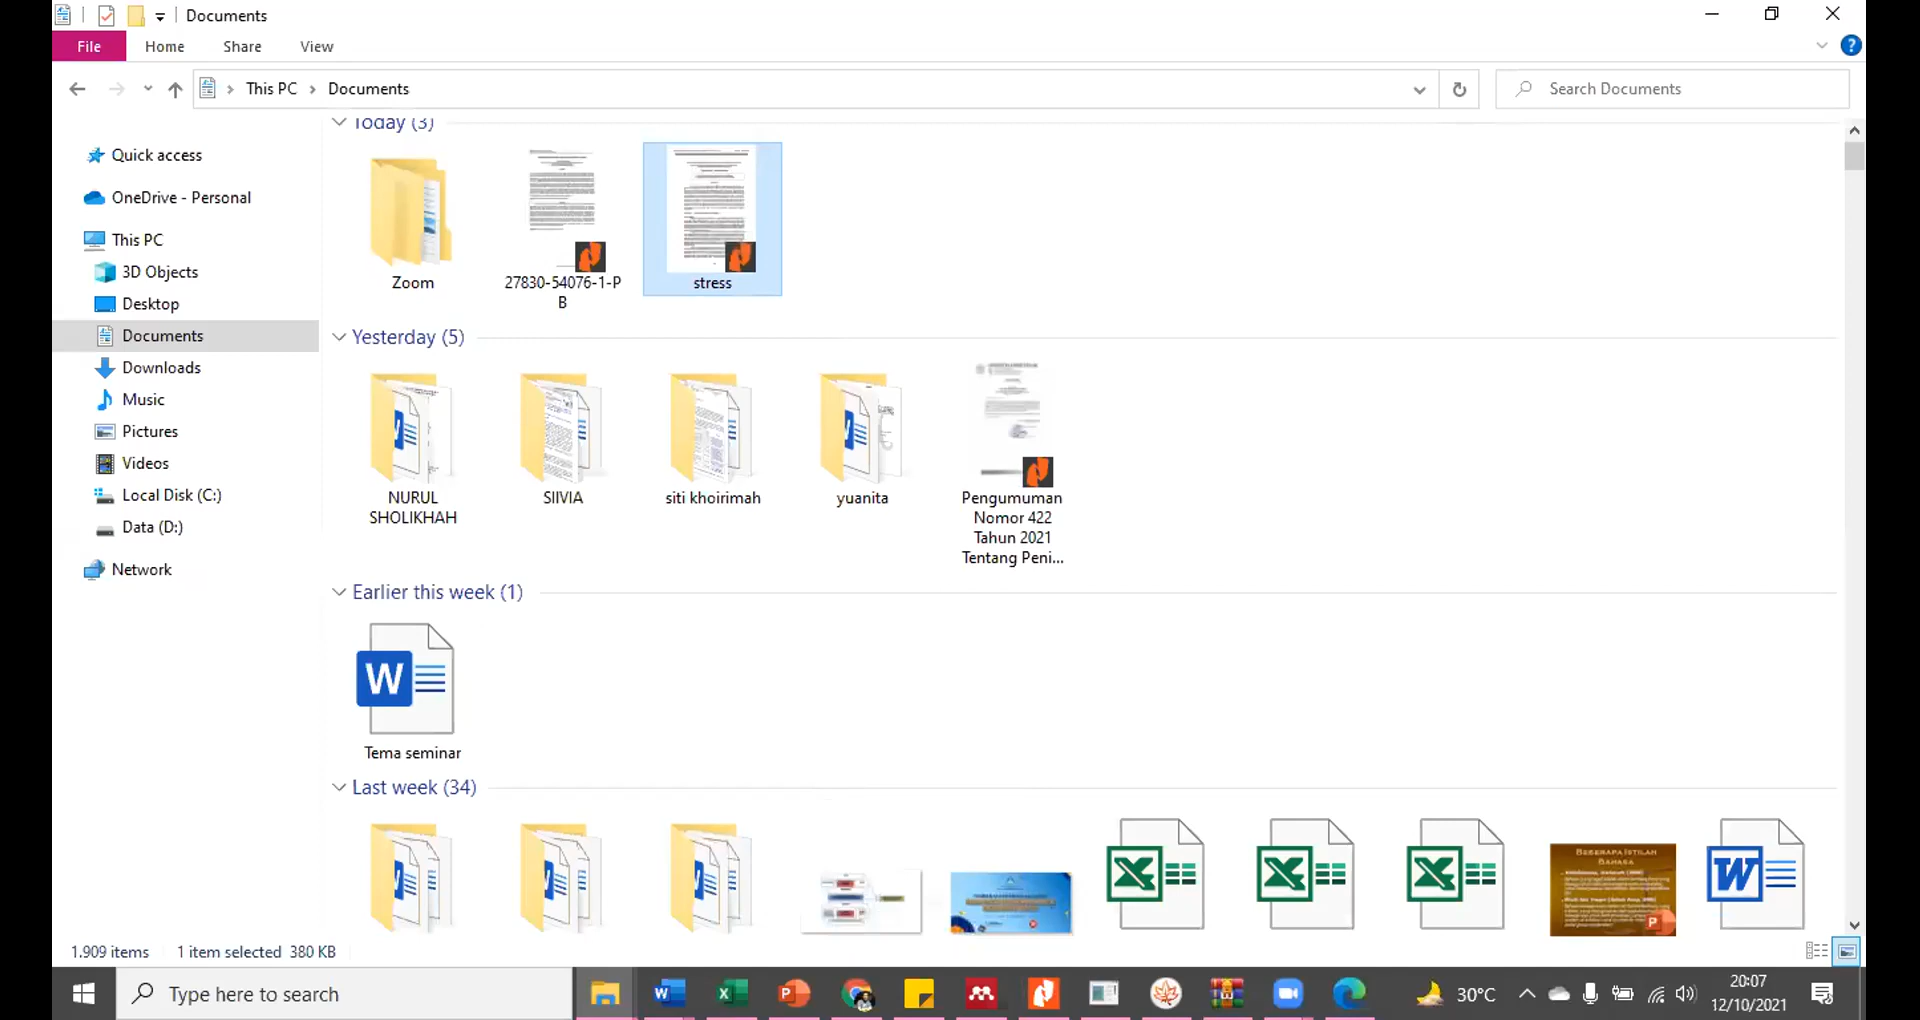 Documents
File
Home
Share
View
This PC
Documents
Search Documents
Quick access
OneDrive - Personal
This PC
3D Objects
Desktop
Documents
Downloads
Music
Pictures
Videos
Local Disk (C:)
Data (D:)
Network
Today (3)
Zoom
27830-54076-1-P
B
stress
Yesterday (5)
NURUL
SHOLIKHAH
SIIVIA
siti khoirimah
yuanita
Pengumuman
Nomor 422
Tahun 2021
Tentang Peni...
Earlier this week (1)
Tema seminar
Last week (34)
BEBERAPA ISTILAH
BAHASA
1.909 items
1 item selected 380 KB
Type here to search
30°C
20:07
12/10/2021